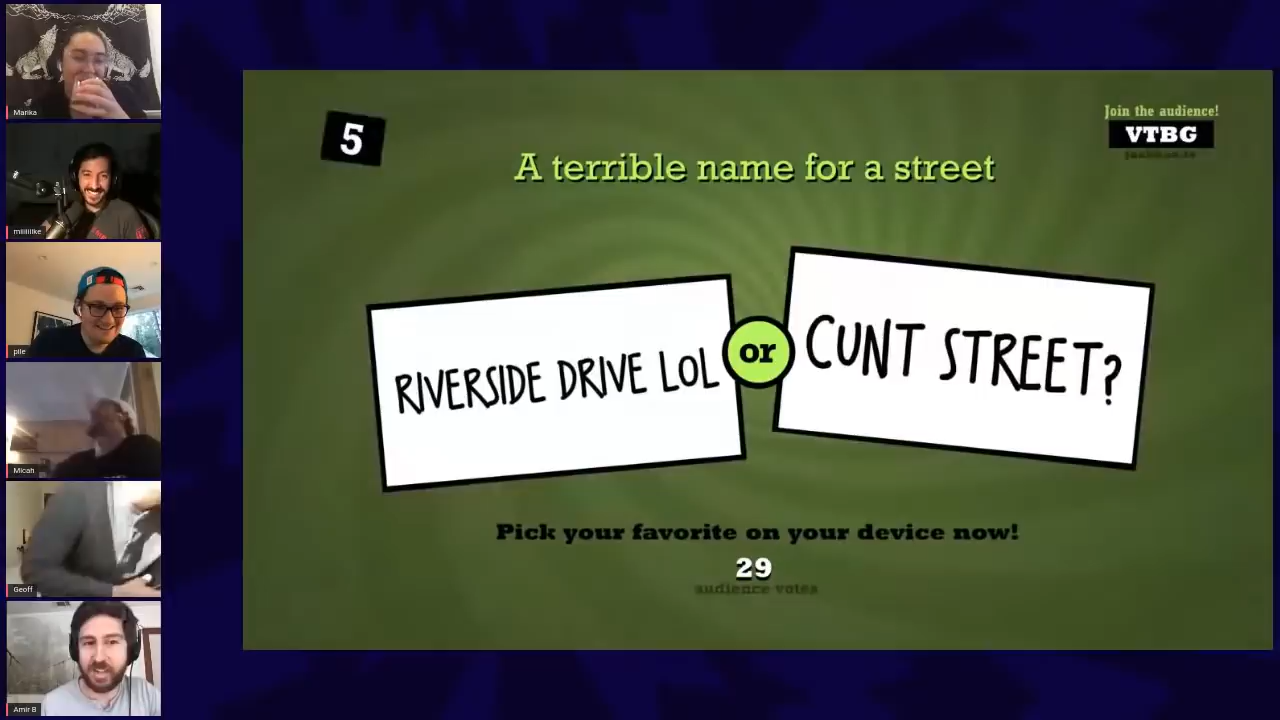 Marika
miiiiiike
pile
Micah
Geoff
Amir B
5
Join the audience!
VTBG
A terrible name for a street
RIVERSIDE DRIVE LOL
or
CUNT STREET?
Pick your favorite on your device now!
29
audience votes